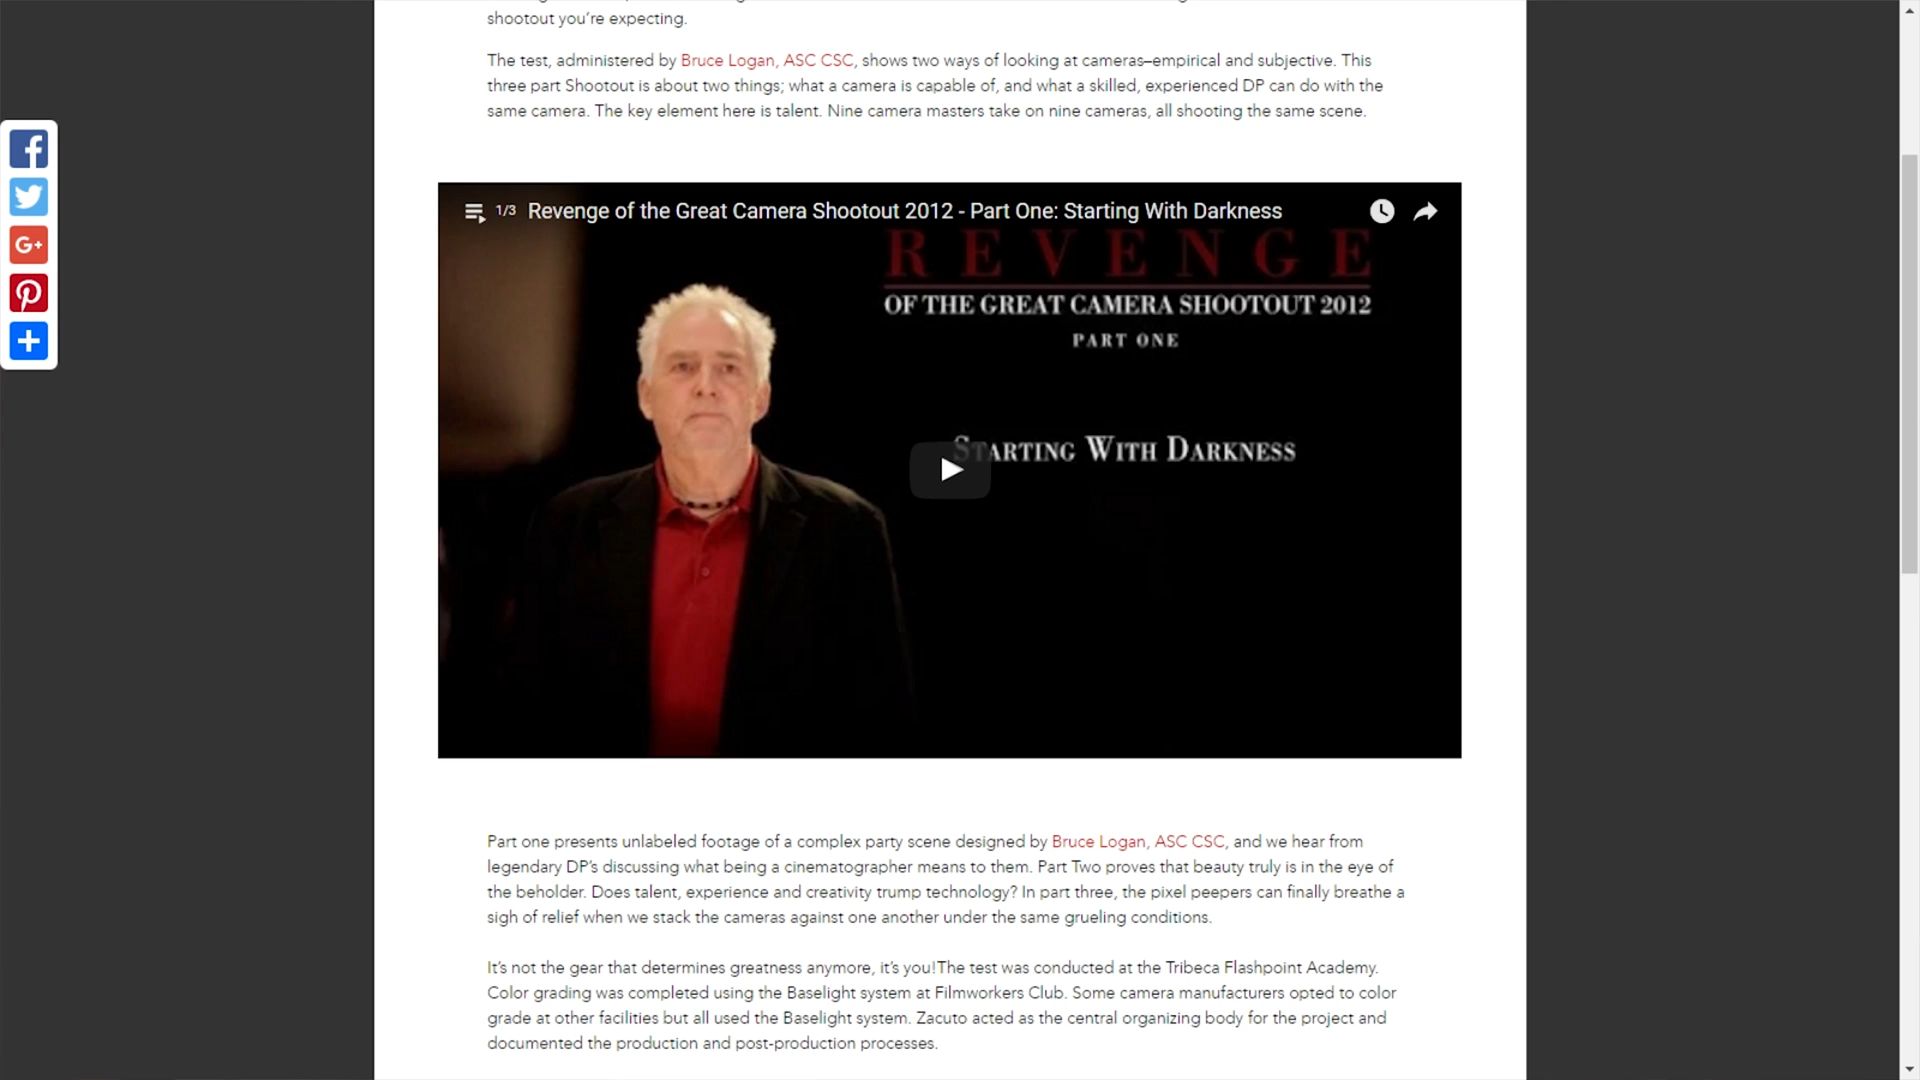 shootout you're expecting.
The test, administered by Bruce Logan, ASC CSC, shows two ways of looking at cameras–empirical and subjective. This
three part Shootout is about two things; what a camera is capable of, and what a skilled, experienced DP can do with the
same camera. The key element here is talent. Nine camera masters take on nine cameras, all shooting the same scene.
1/3 Revenge of the Great Camera Shootout 2012 - Part One: Starting With Darkness
REVENGE
OF THE GREAT CAMERA SHOOTOUT 2012
PART ONE
STARTING WITH DARKNESS
Part one presents unlabeled footage of a complex party scene designed by Bruce Logan, ASC CSC, and we hear from
legendary DP's discussing what being a cinematographer means to them. Part Two proves that beauty truly is in the eye of
the beholder. Does talent, experience and creativity trump technology? In part three, the pixel peepers can finally breathe a
sigh of relief when we stack the cameras against one another under the same grueling conditions.
It's not the gear that determines greatness anymore, it's you!The test was conducted at the Tribeca Flashpoint Academy.
Color grading was completed using the Baselight system at Filmworkers Club. Some camera manufacturers opted to color
grade at other facilities but all used the Baselight system. Zacuto acted as the central organizing body for the project and
documented the production and post-production processes.